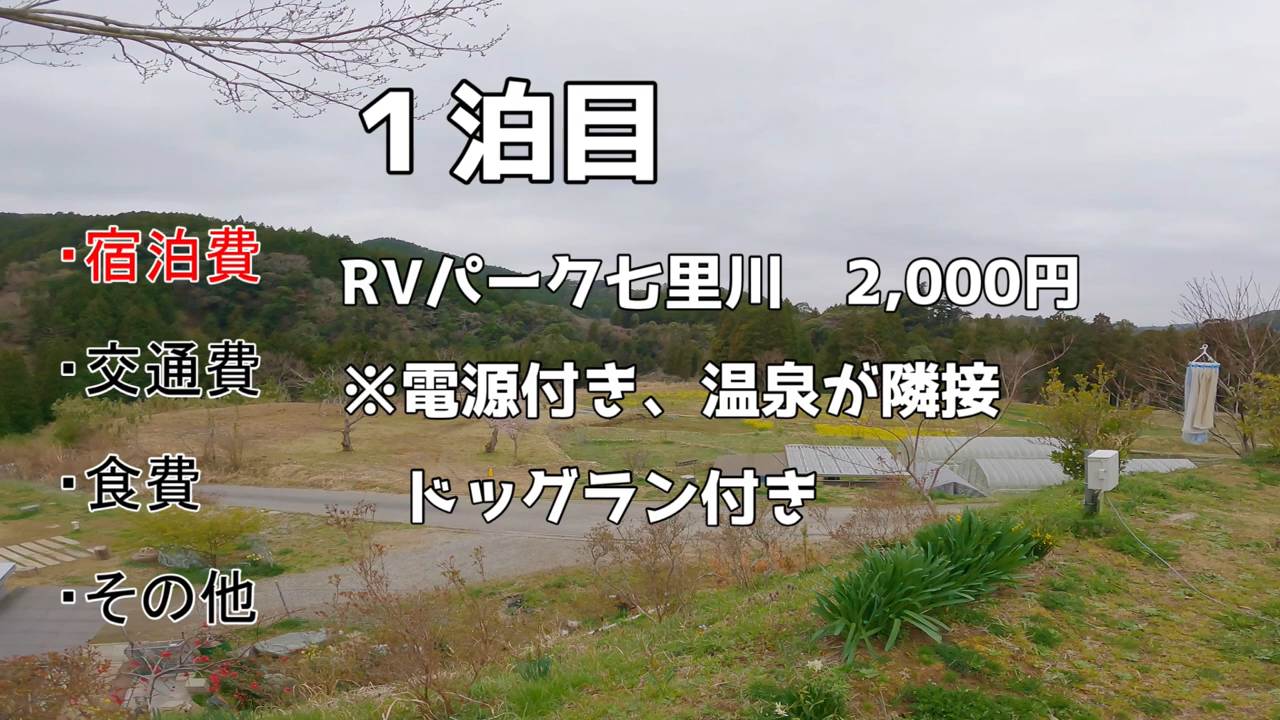 １泊目
・宿泊費
RVパーク七里川　2,000円
・交通費
※電源付き、温泉が隣接
・食費
ドッグラン付き
・その他